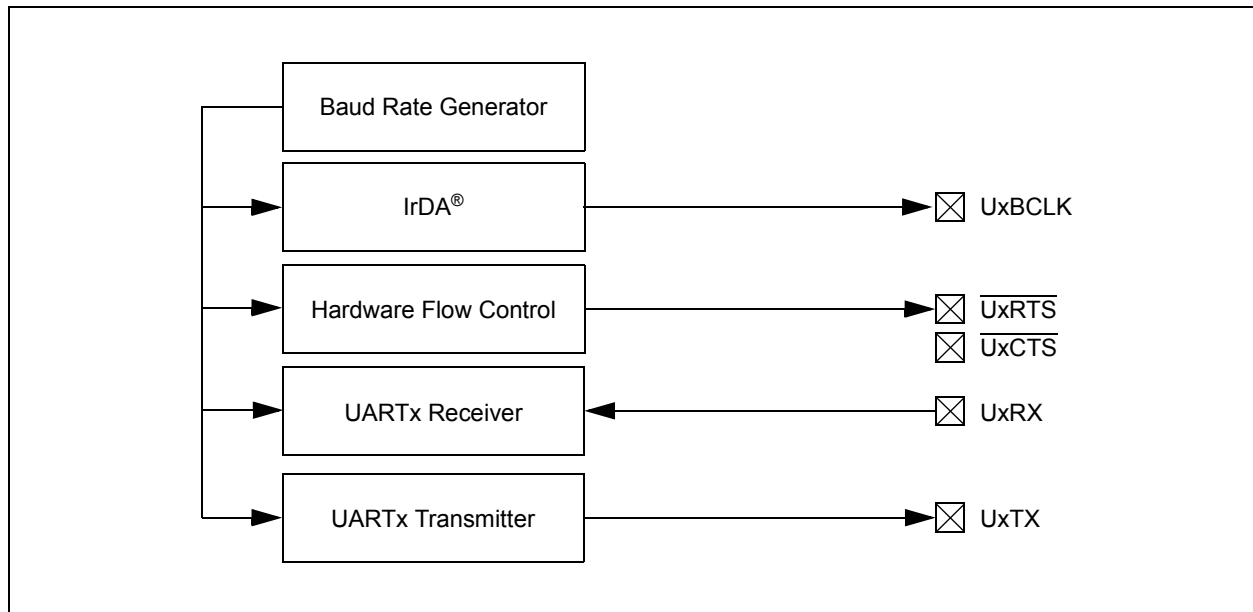 Baud Rate Generator
IrDA® UxBCLK
Hardware Flow Control UxRTS
UxCTS
UARTx Receiver UxRX
UARTx Transmitter UxTX